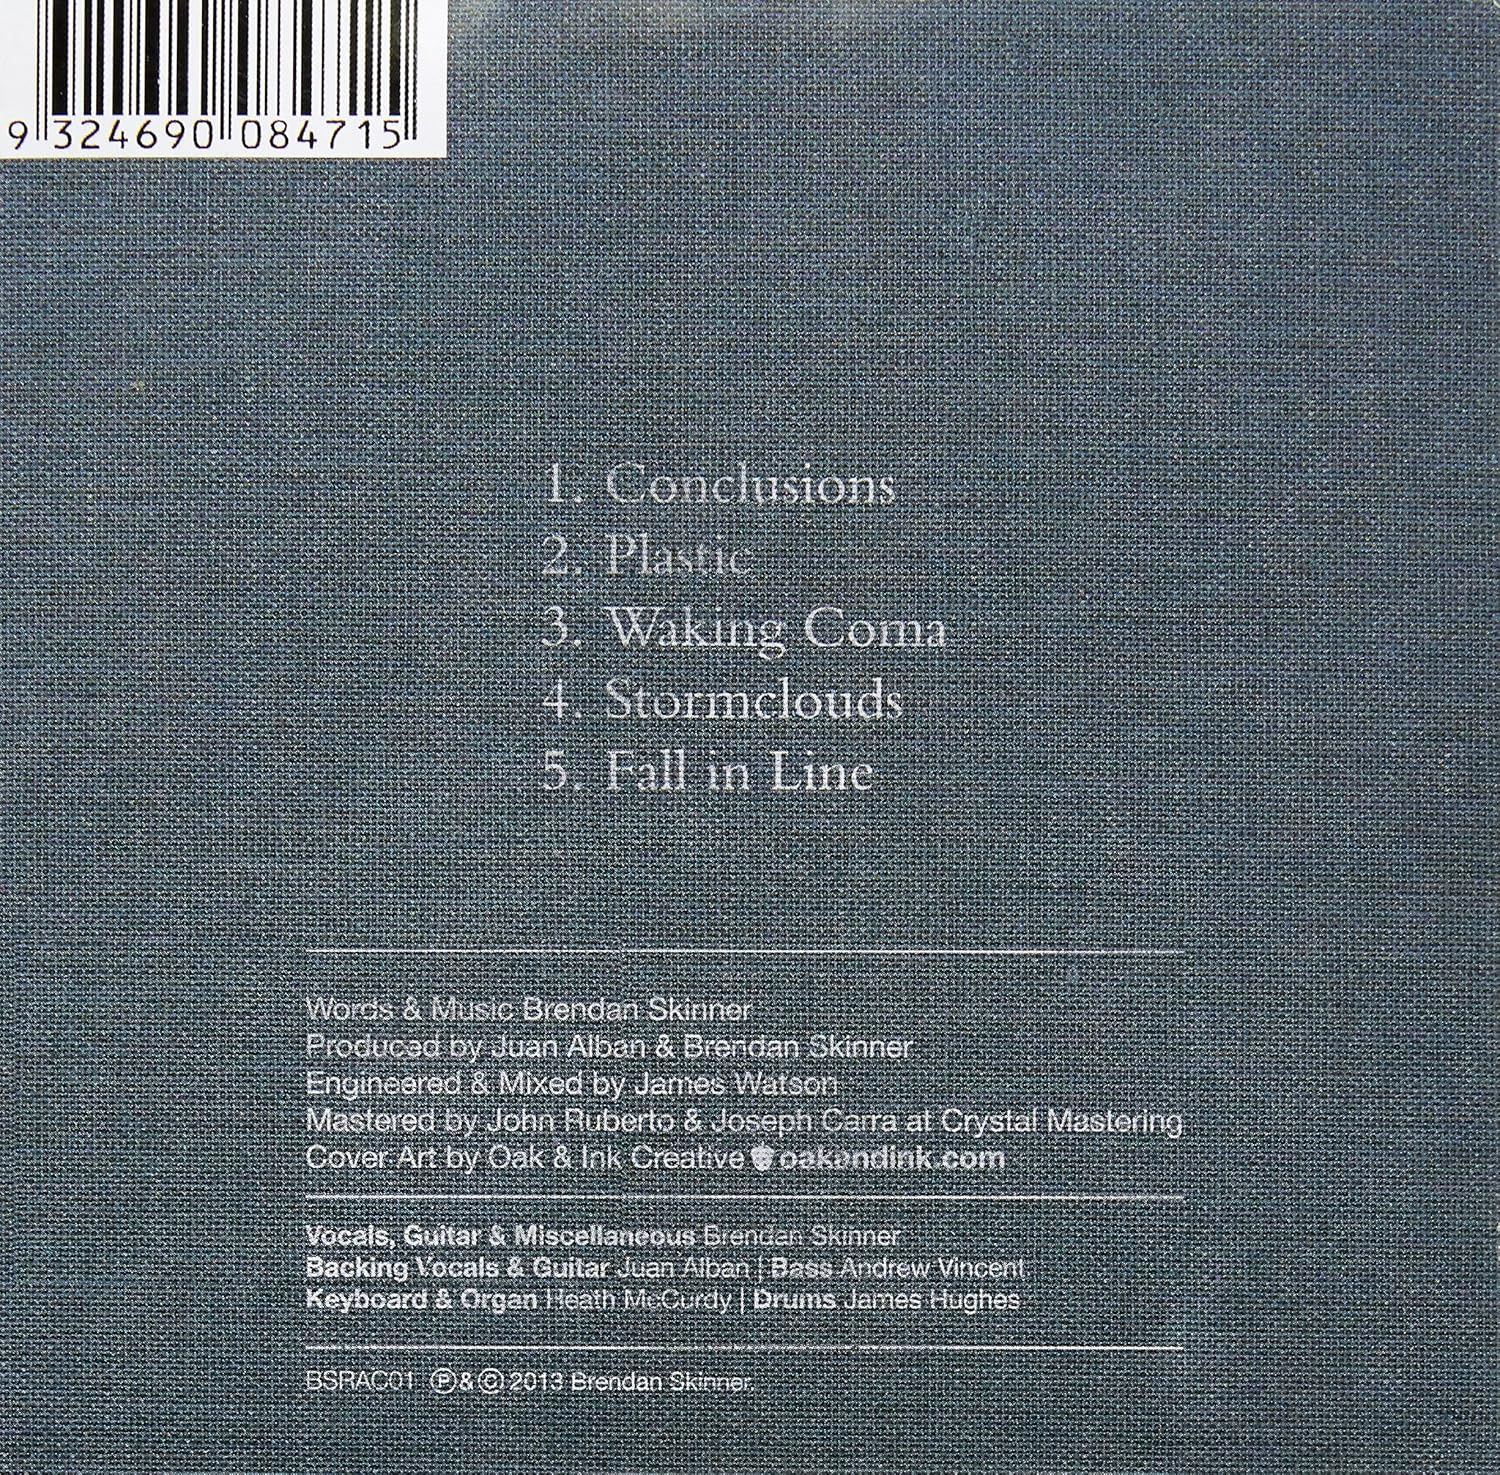 9 324690 084715
1. Conclusions
2. Plastic
3. Waking Coma
4. Stormclouds
5. Fall in Line
Words & Music Brendan Skinner
Produced by Juan Alban & Brendan Skinner
Engineered & Mixed by James Watson
Mastered by John Ruberto & Joseph Carra at Crystal Mastering
Cover Art by Oak & Ink Creative oakandink.com
Vocals, Guitar & Miscellaneous Brendan Skinner
Backing Vocals & Guitar Juan Alban | Bass Andrew Vincent
Keyboard & Organ Heath McCurdy | Drums James Hughes
BSRAC01 ℗ & © 2013 Brendan Skinner.